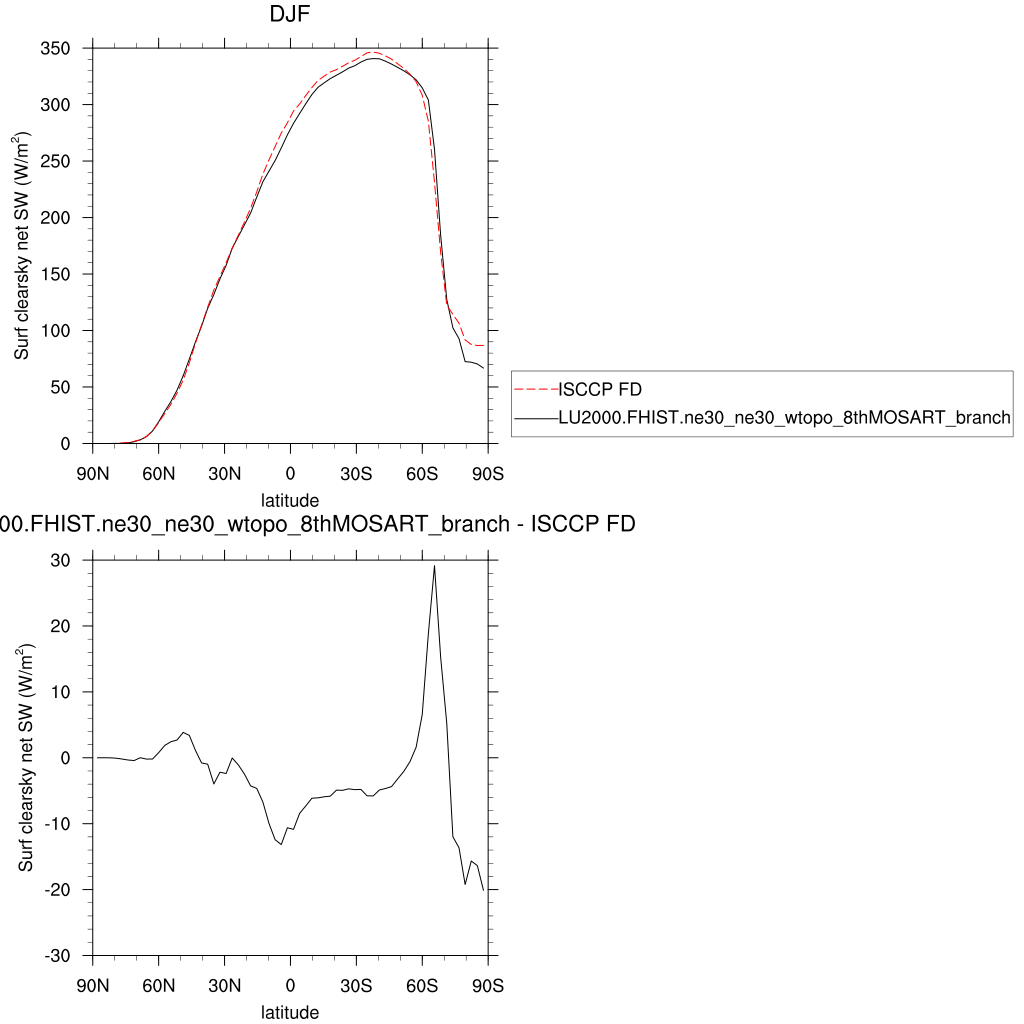 DJF
Surf clearsky net SW (W/m²)
350
300
250
200
150
100
50
0
90N 60N 30N 0 30S 60S 90S
latitude
ISCCP FD
LU2000.FHIST.ne30_ne30_wtopo_8thMOSART_branch
00.FHIST.ne30_ne30_wtopo_8thMOSART_branch - ISCCP FD
Surf clearsky net SW (W/m²)
30
20
10
0
-10
-20
-30
90N 60N 30N 0 30S 60S 90S
latitude